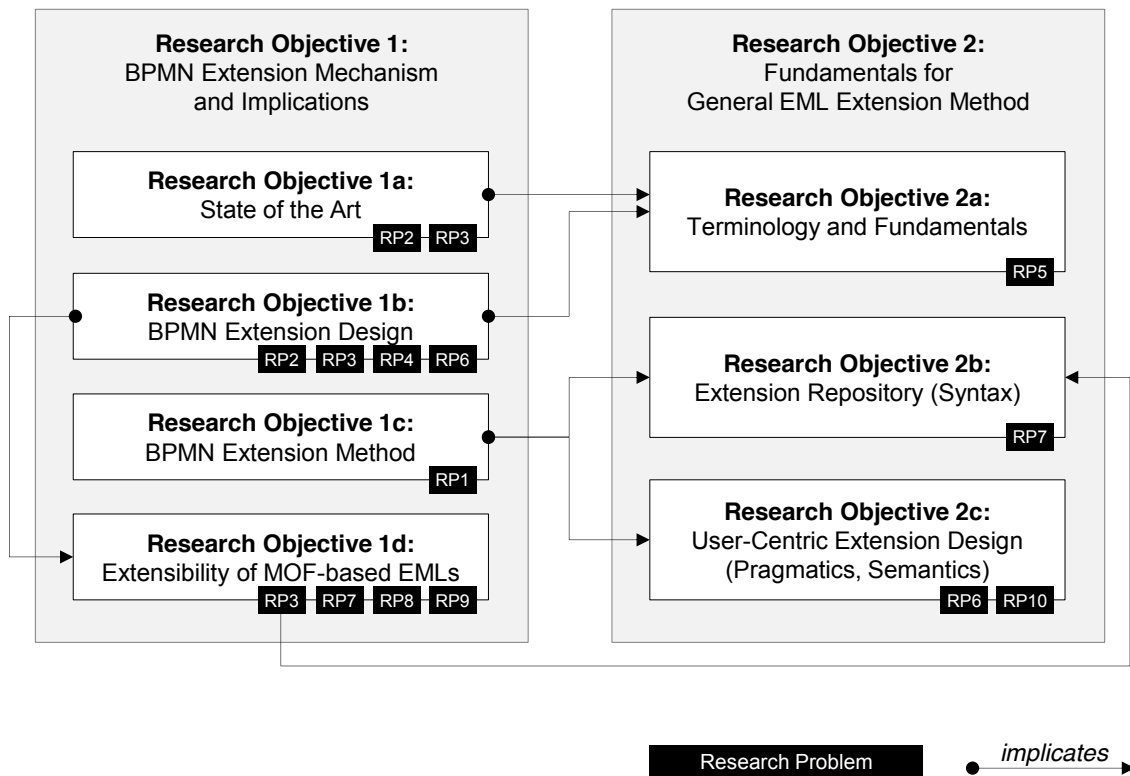 Research Objective 1:
BPMN Extension Mechanism
and Implications
Research Objective 1a:
State of the Art
RP2 RP3
Research Objective 1b:
BPMN Extension Design
RP2 RP3 RP4 RP6
Research Objective 1c:
BPMN Extension Method
RP1
Research Objective 1d:
Extensibility of MOF-based EMLs
RP3 RP7 RP8 RP9
Research Objective 2:
Fundamentals for
General EML Extension Method
Research Objective 2a:
Terminology and Fundamentals
RP5
Research Objective 2b:
Extension Repository (Syntax)
RP7
Research Objective 2c:
User-Centric Extension Design
(Pragmatics, Semantics)
RP6 RP10
Research Problem
implicates